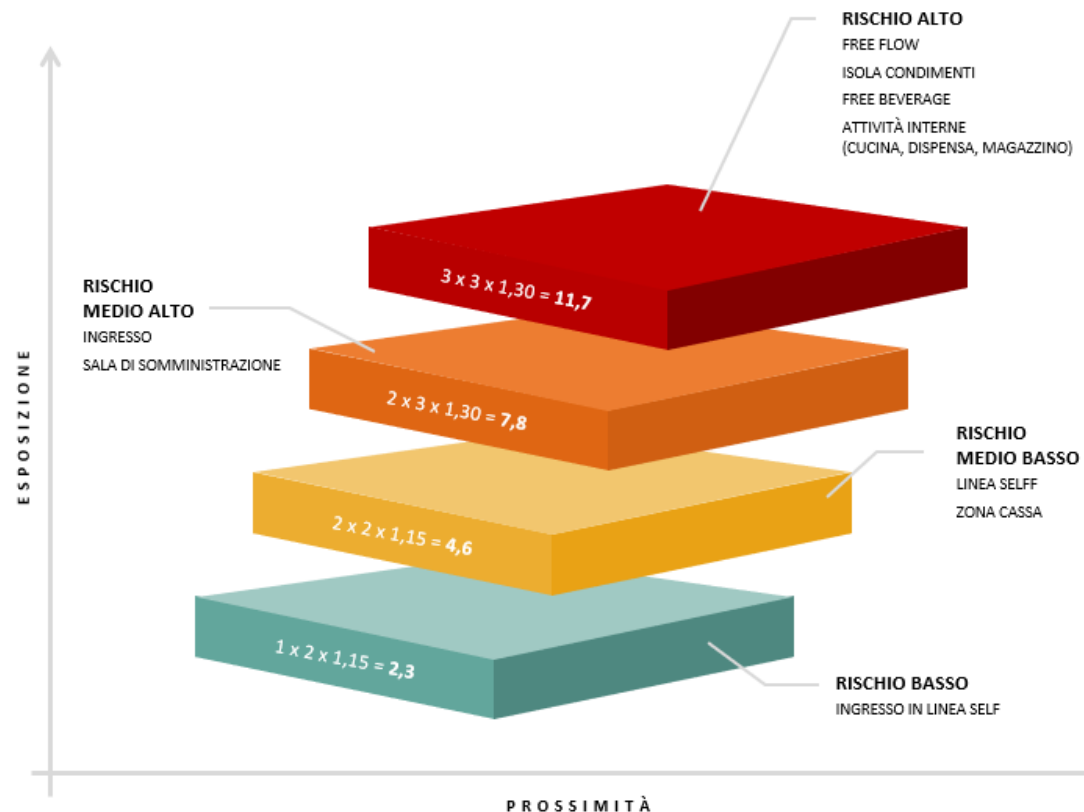 RISCHIO ALTO
FREE FLOW
ISOLA CONDIMENTI
FREE BEVERAGE
ATTIVITÀ INTERNE
(CUCINA, DISPENSA, MAGAZZINO)
3 x 3 x 1,30 = 11,7
RISCHIO
MEDIO ALTO
INGRESSO
SALA DI SOMMINISTRAZIONE
2 x 3 x 1,30 = 7,8
RISCHIO
MEDIO BASSO
LINEA SELFF
ZONA CASSA
2 x 2 x 1,15 = 4,6
1 x 2 x 1,15 = 2,3
RISCHIO BASSO
INGRESSO IN LINEA SELF
ESPOSIZIONE
PROSSIMITÀ